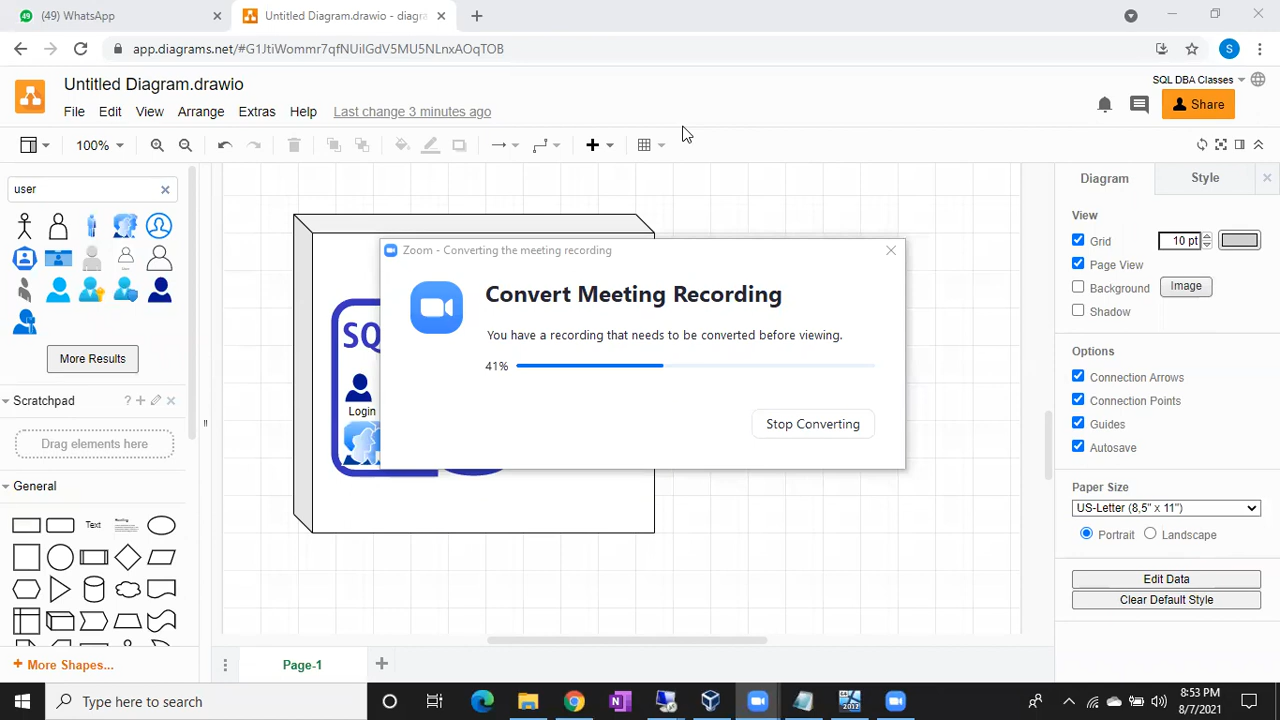 (49) WhatsApp
Untitled Diagram.drawio - diagra
app.diagrams.net/#G1JtiWommr7qfNUiIGdV5MU5NLnxAOqTOB
S
Untitled Diagram.drawio
SQL DBA Classes
File Edit View Arrange Extras Help Last change 3 minutes ago
Share
100%
user
Diagram Style
View
Grid 10 pt
Page View
Background Image
Shadow
Zoom - Converting the meeting recording
Convert Meeting Recording
You have a recording that needs to be converted before viewing.
41%
Stop Converting
SQ
Login
More Results
Scratchpad ?
Drag elements here
General
Text
Options
Connection Arrows
Connection Points
Guides
Autosave
Paper Size
US-Letter (8,5" x 11")
Portrait Landscape
Edit Data
Clear Default Style
More Shapes...
Page-1
Type here to search
8:53 PM
8/7/2021